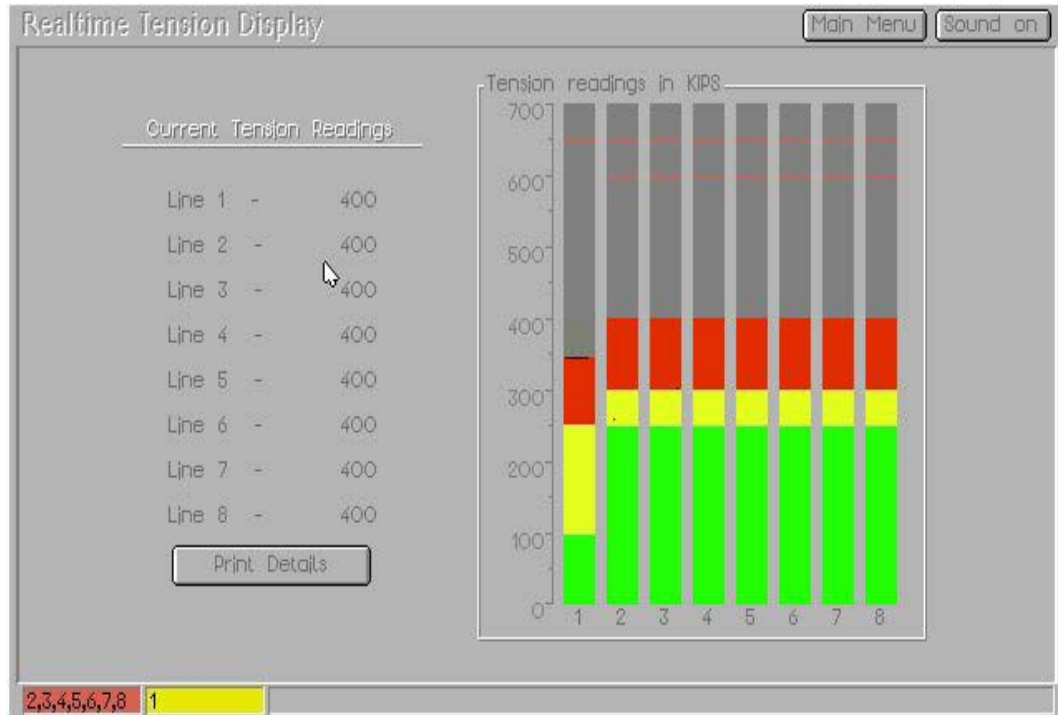 Realtime Tension Display
Main Menu
Sound on
Current Tension Readings
Line 1 - 400
Line 2 - 400
Line 3 - 400
Line 4 - 400
Line 5 - 400
Line 6 - 400
Line 7 - 400
Line 8 - 400
Print Details
Tension readings in KIPS
700
600
500
400
300
200
100
0
1 2 3 4 5 6 7 8
2,3,4,5,6,7,8
1